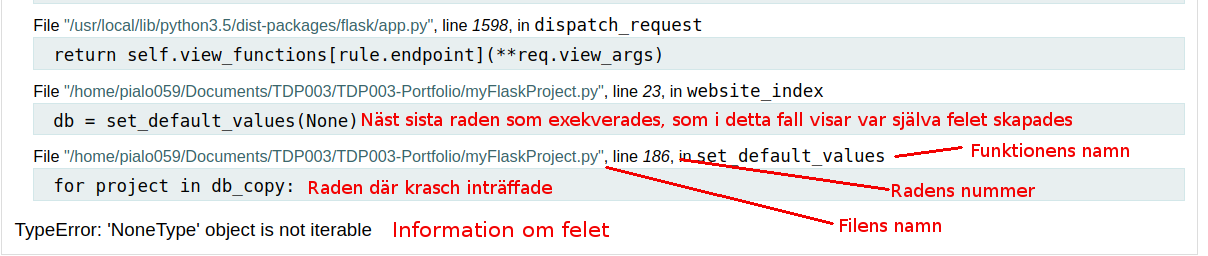 File "/usr/local/lib/python3.5/dist-packages/flask/app.py", line 1598, in dispatch_request
return self.view_functions[rule.endpoint](**req.view_args)
File "/home/pialo059/Documents/TDP003/TDP003-Portfolio/myFlaskProject.py", line 23, in website_index
db = set_default_values(None) Näst sista raden som exekverades, som i detta fall visar var själva felet skapades
File "/home/pialo059/Documents/TDP003/TDP003-Portfolio/myFlaskProject.py", line 186, in set_default_values Funktionens namn
for project in db_copy: Raden där krasch inträffade Radens nummer
Filens namn
TypeError: 'NoneType' object is not iterable Information om felet